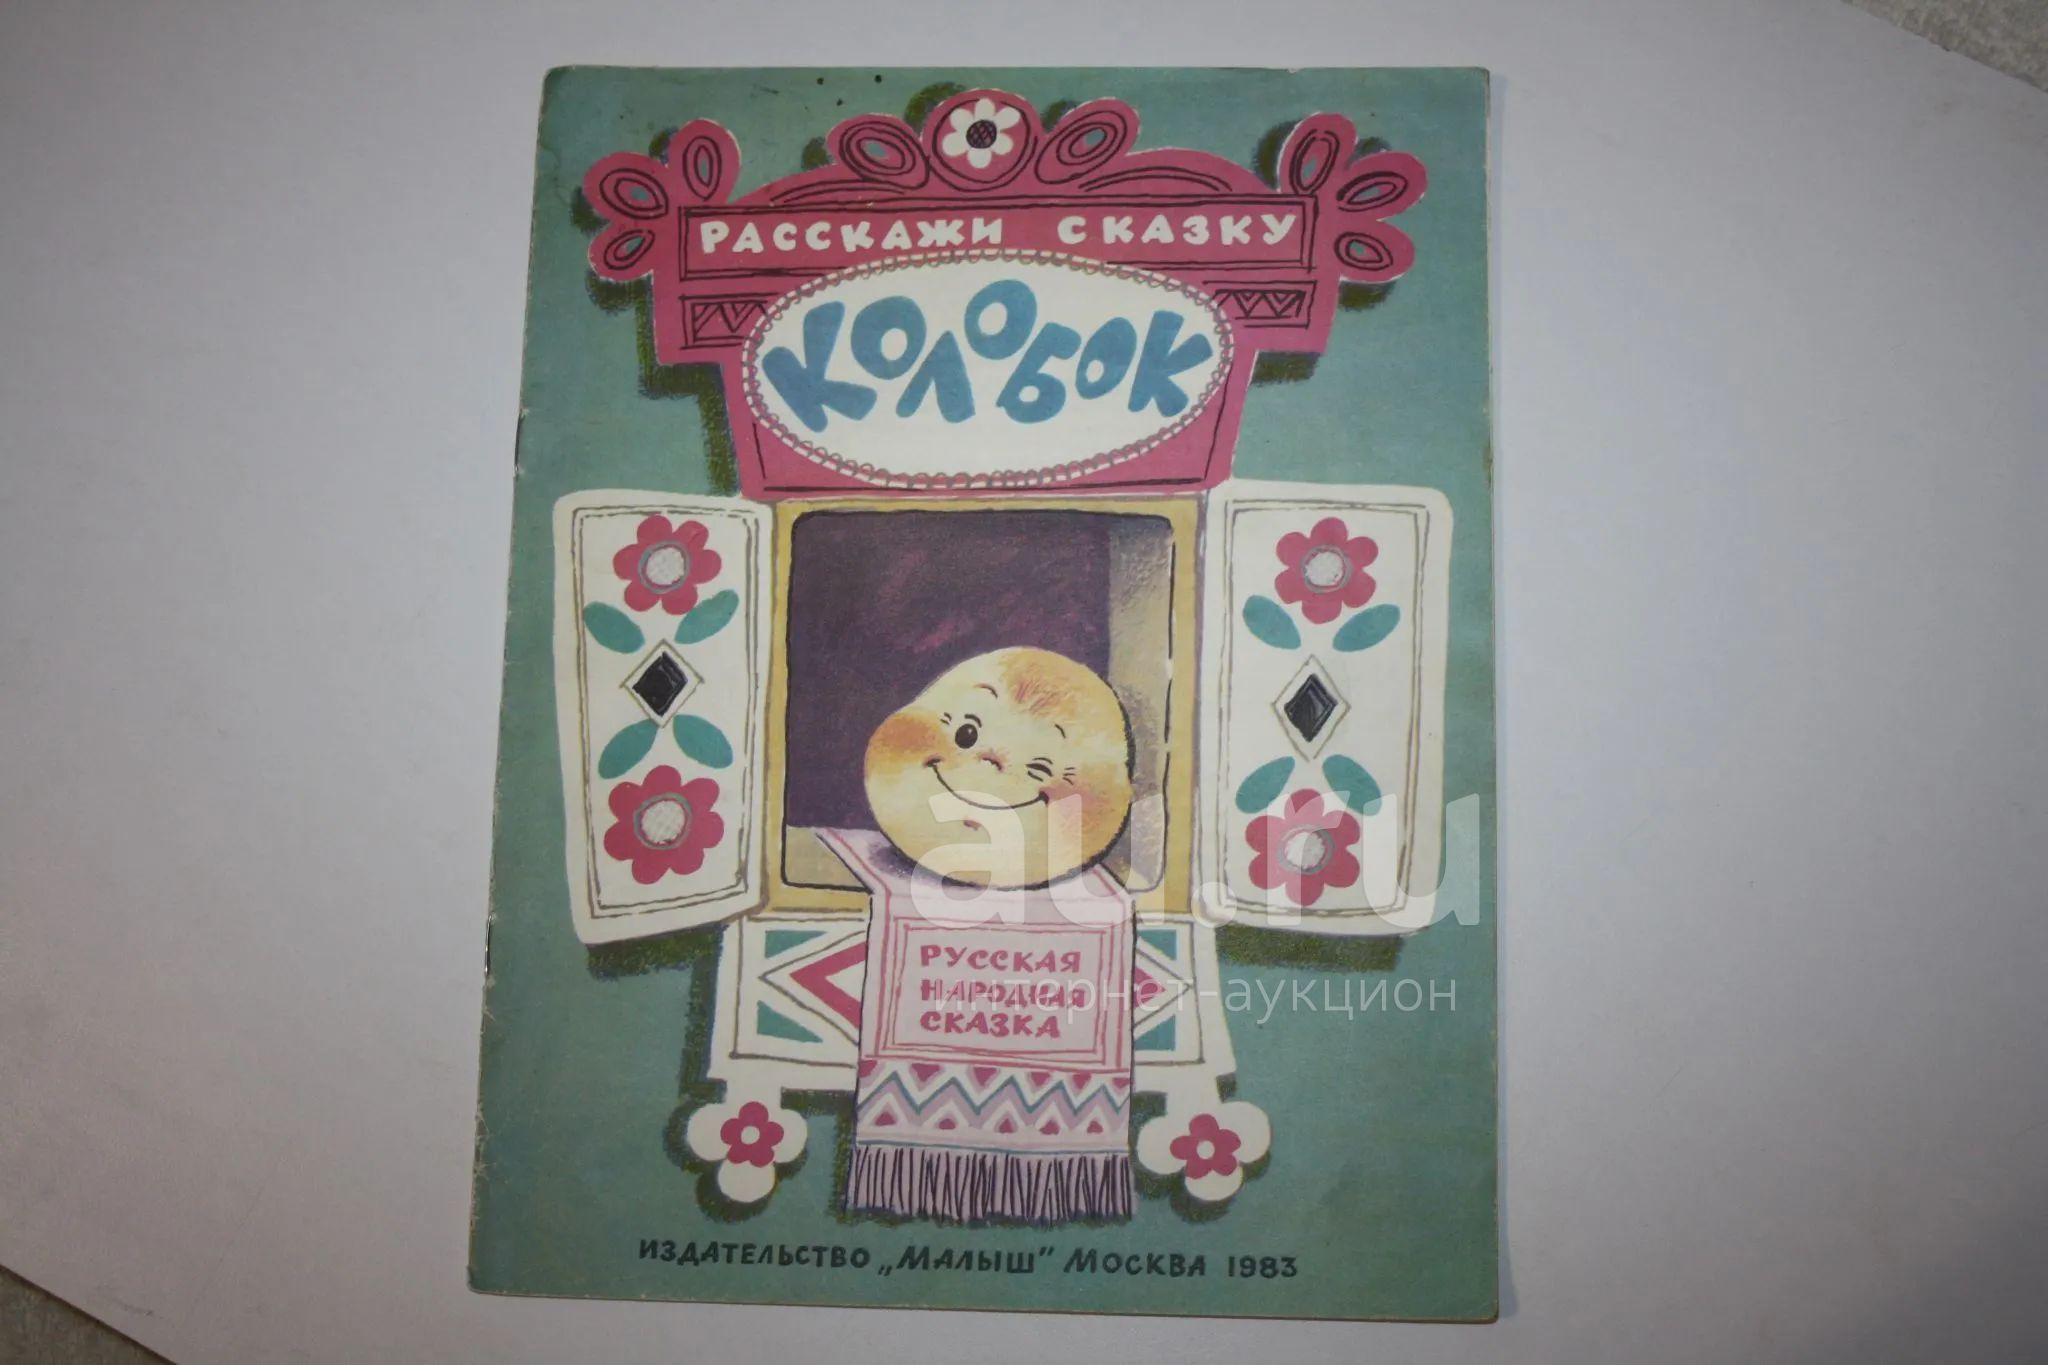 РАССКАЖИ СКАЗКУ
КОЛОБОК
РУССКАЯ
НАРОДНАЯ
СКАЗКА
ИЗДАТЕЛЬСТВО „МАЛЫШ” МОСКВА 1983
au.ru
интернет-аукцион